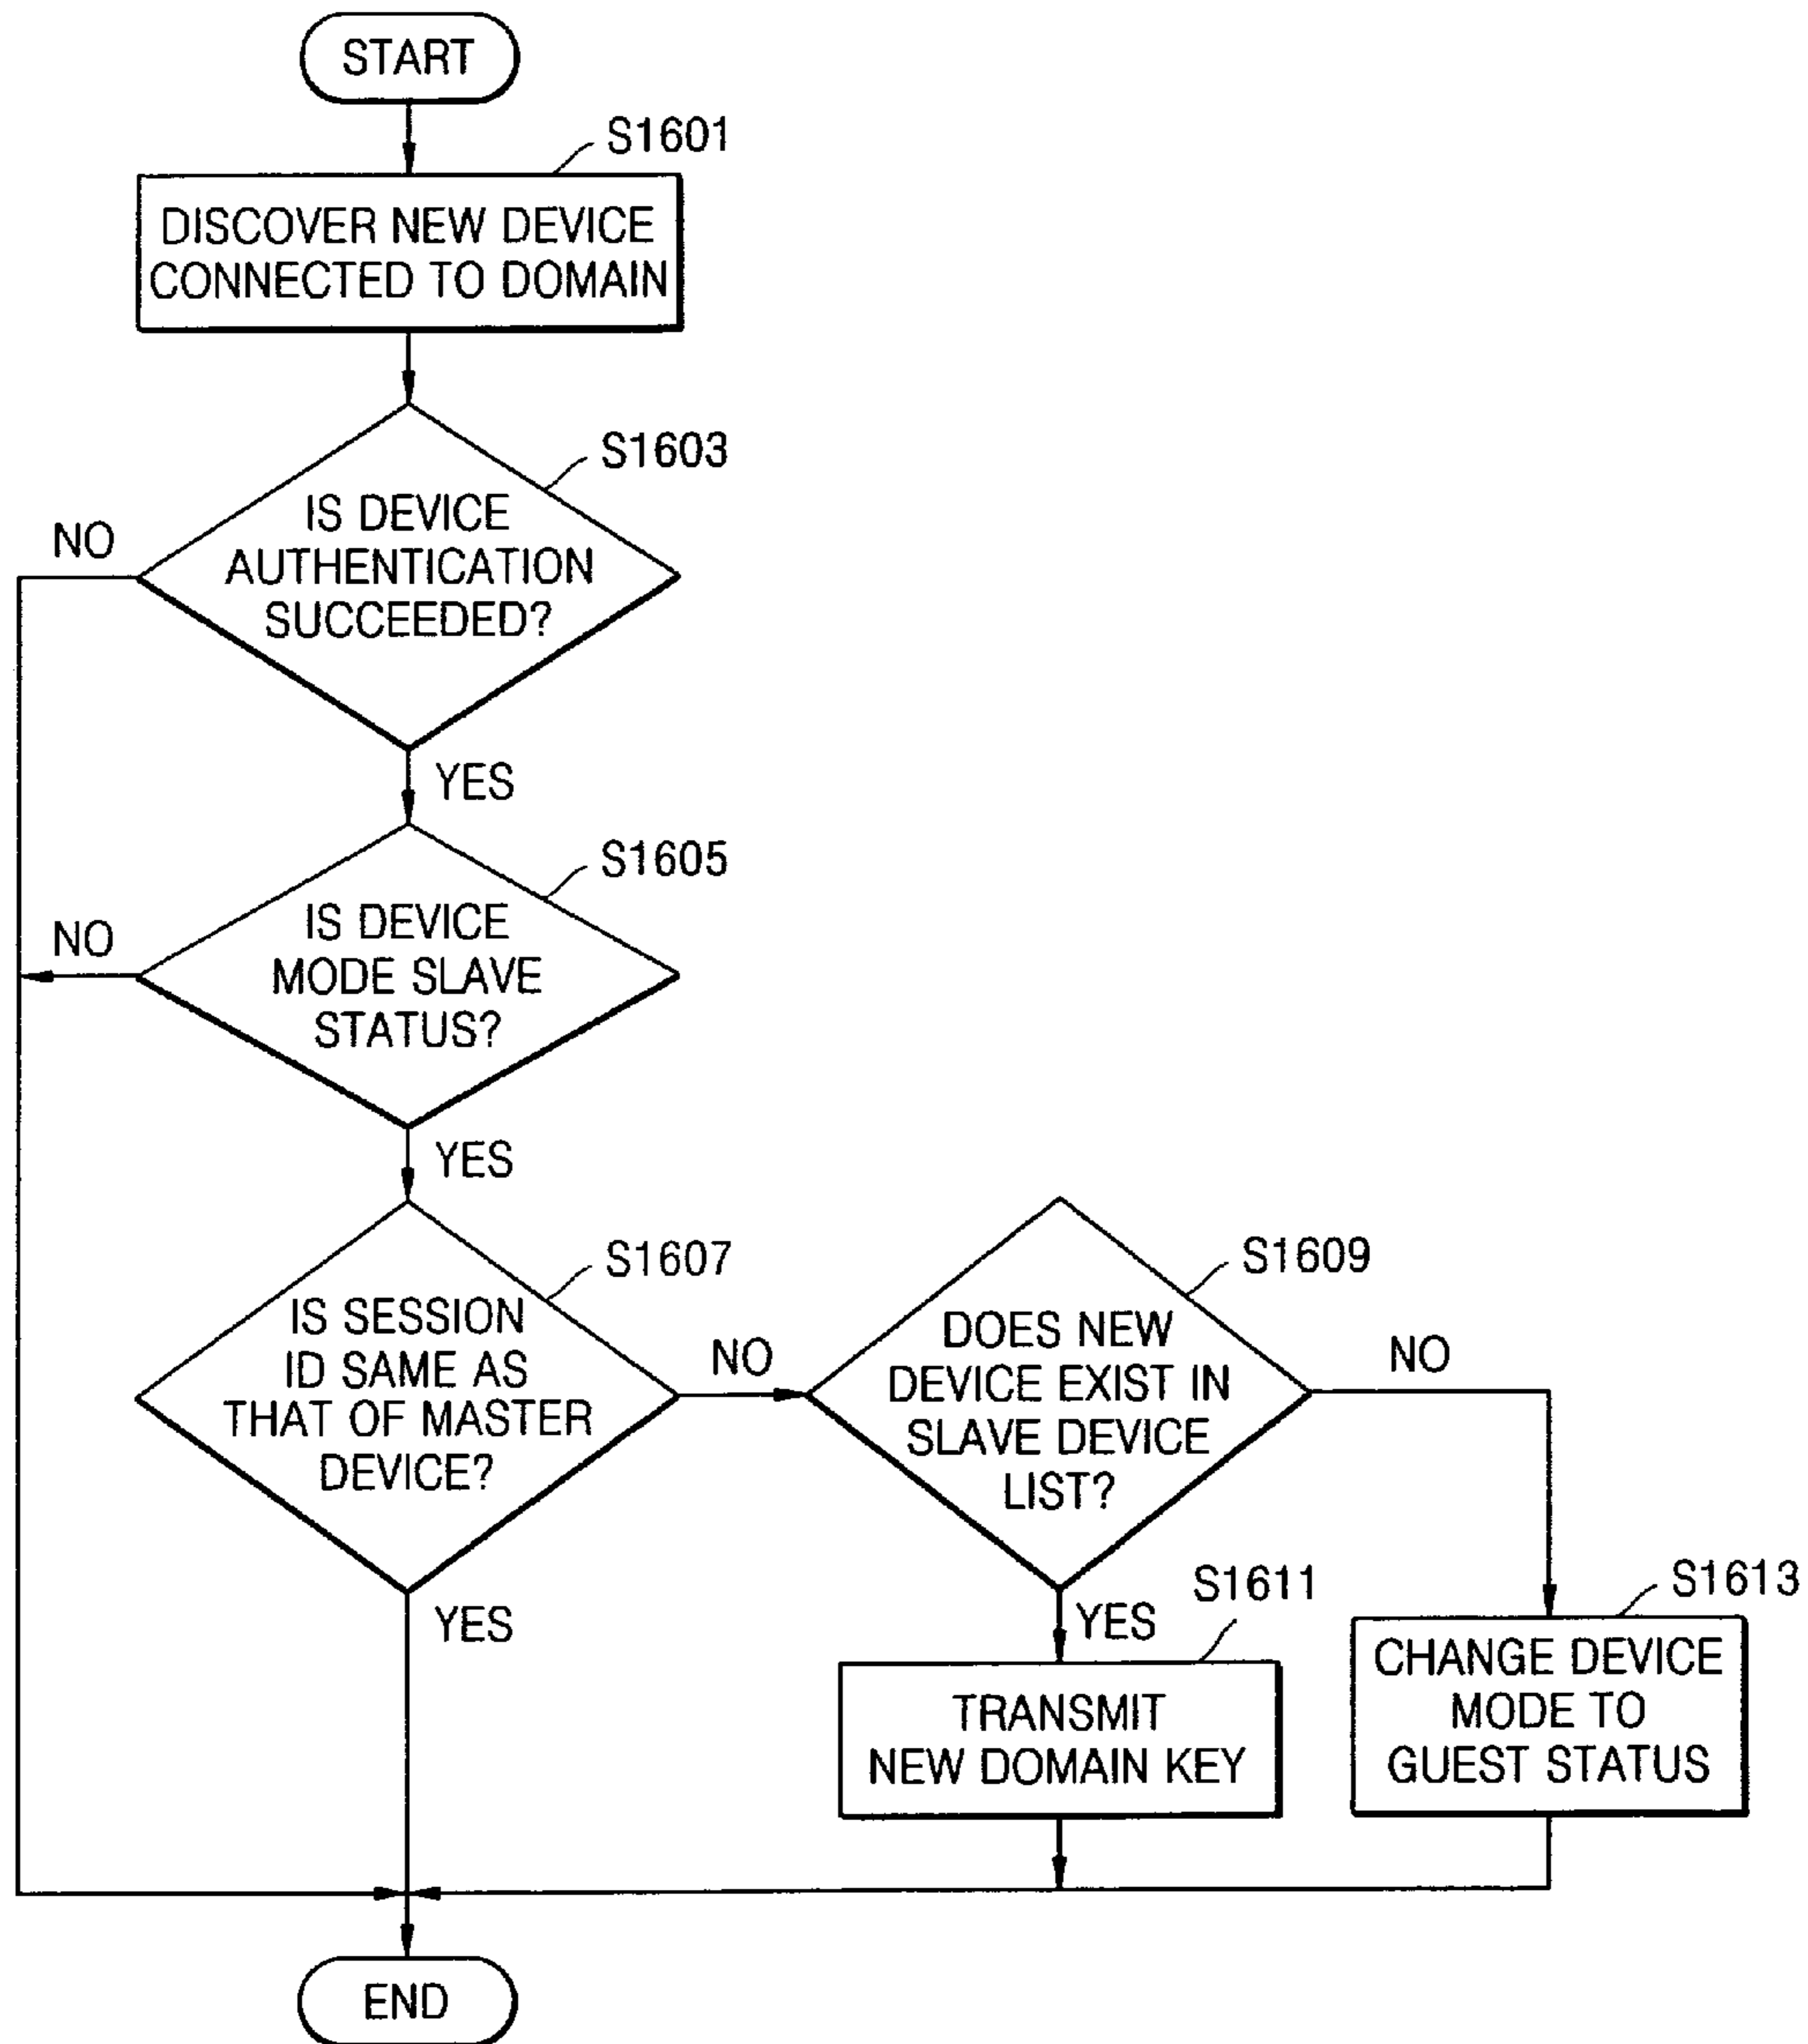 START
S1601
DISCOVER NEW DEVICE
CONNECTED TO DOMAIN
S1603
IS DEVICE
AUTHENTICATION
SUCCEEDED?
NO
YES
S1605
IS DEVICE
MODE SLAVE
STATUS?
NO
YES
S1607
IS SESSION
ID SAME AS
THAT OF MASTER
DEVICE?
NO
YES
S1609
DOES NEW
DEVICE EXIST IN
SLAVE DEVICE
LIST?
NO
YES
S1611
TRANSMIT
NEW DOMAIN KEY
S1613
CHANGE DEVICE
MODE TO
GUEST STATUS
END